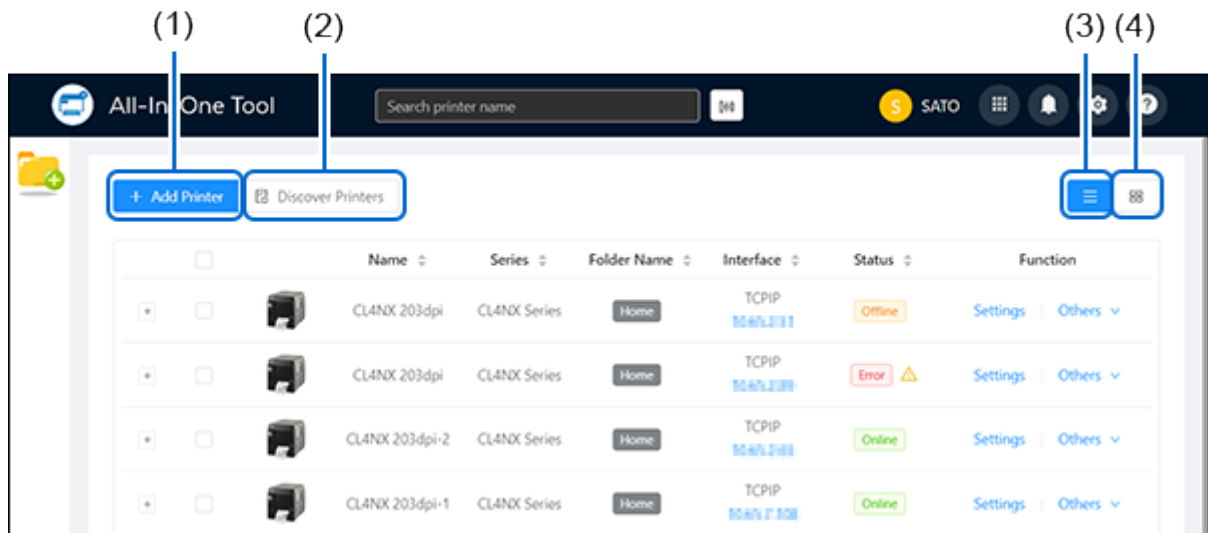 (1) (2) (3) (4)
All-In-One Tool Search printer name S SATO ?
+ Add Printer Discover Printers
Name Series Folder Name Interface Status Function
CL4NX 203dpi CL4NX Series Home TCPIP Offline Settings Others
CL4NX 203dpi CL4NX Series Home TCPIP Error Settings Others
CL4NX 203dpi-2 CL4NX Series Home TCPIP Online Settings Others
CL4NX 203dpi-1 CL4NX Series Home TCPIP Online Settings Others